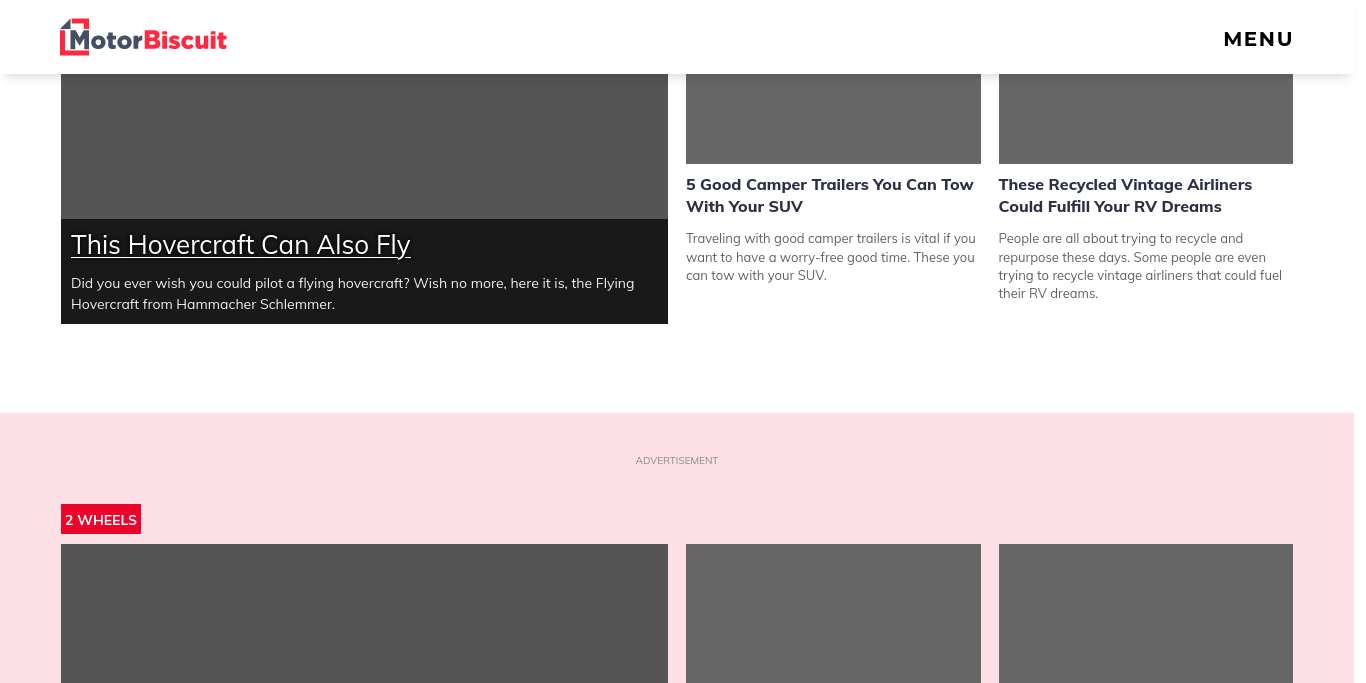 MotorBiscuit
MENU
This Hovercraft Can Also Fly
Did you ever wish you could pilot a flying hovercraft? Wish no more, here it is, the Flying
Hovercraft from Hammacher Schlemmer.
5 Good Camper Trailers You Can Tow
With Your SUV
Traveling with good camper trailers is vital if you
want to have a worry-free good time. These you
can tow with your SUV.
These Recycled Vintage Airliners
Could Fulfill Your RV Dreams
People are all about trying to recycle and
repurpose these days. Some people are even
trying to recycle vintage airliners that could fuel
their RV dreams.
ADVERTISEMENT
2 WHEELS